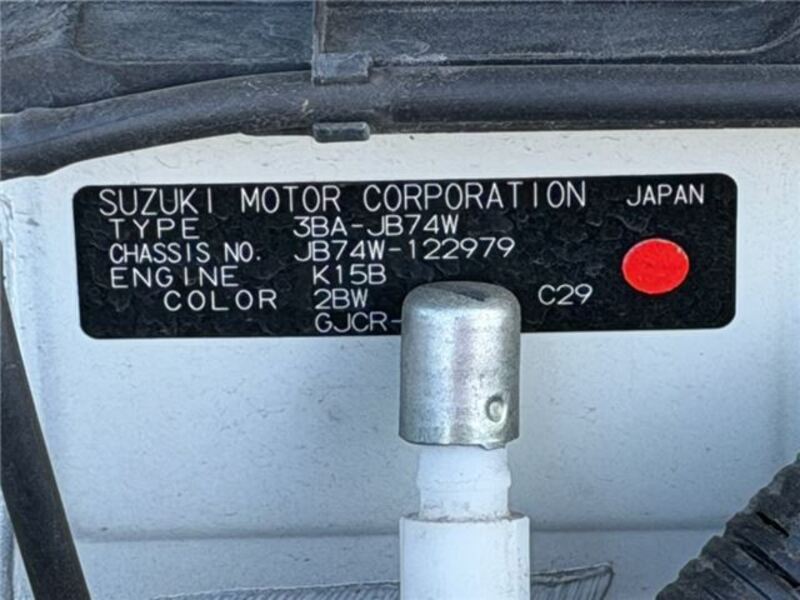 SUZUKI MOTOR CORPORATION JAPAN
TYPE 3BA-JB74W
CHASSIS NO. JB74W-122979
ENGINE K15B
COLOR 2BW C29
GJCR-